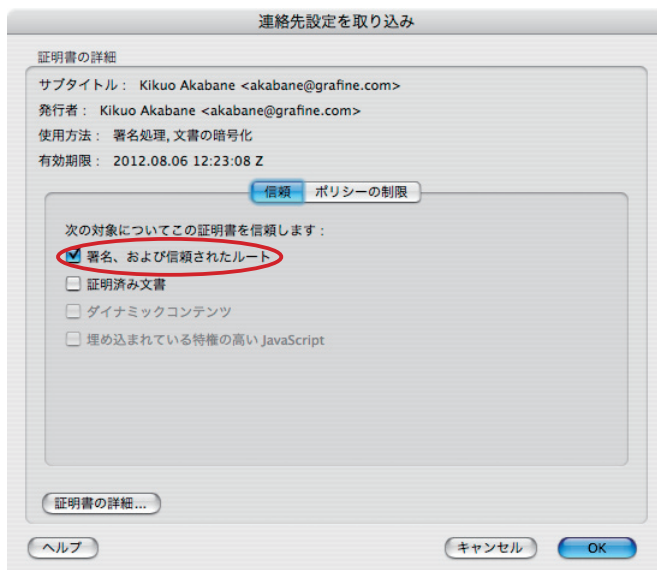 連絡先設定を取り込み
証明書の詳細
サブタイトル： Kikuo Akabane <akabane@grafine.com>
発行者： Kikuo Akabane <akabane@grafine.com>
使用方法： 署名処理, 文書の暗号化
有効期限： 2012.08.06 12:23:08 Z
信頼 ポリシーの制限
次の対象についてこの証明書を信頼します：
署名、および信頼されたルート
証明済み文書
ダイナミックコンテンツ
埋め込まれている特権の高い JavaScript
証明書の詳細...
ヘルプ キャンセル OK